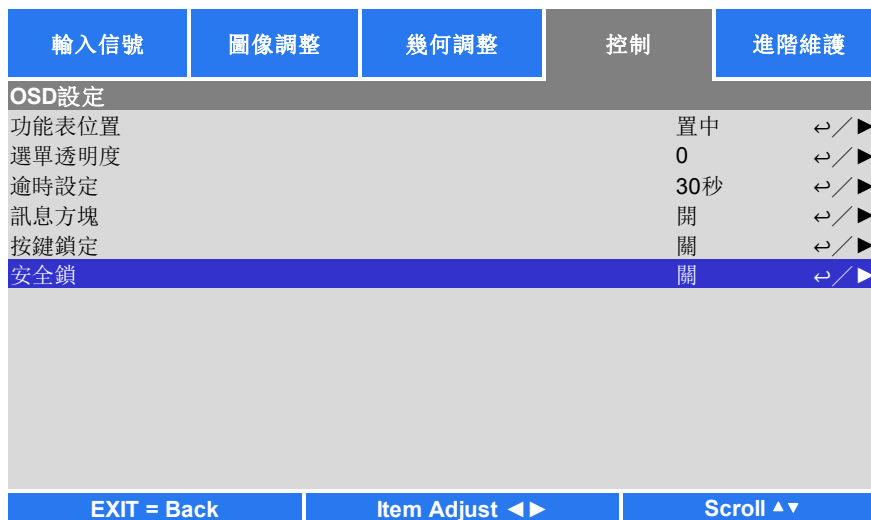 輸入信號 圖像調整 幾何調整 控制 進階維護
OSD設定
功能表位置 置中 ↩／►
選單透明度 0 ↩／►
逾時設定 30秒 ↩／►
訊息方塊 開 ↩／►
按鍵鎖定 關 ↩／►
安全鎖 關 ↩／►
EXIT = Back Item Adjust ◄► Scroll ▲▼